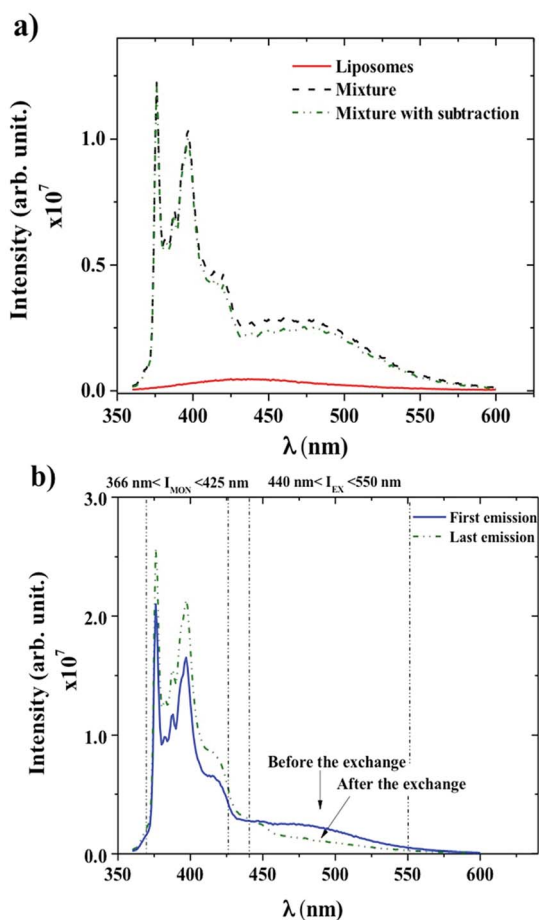 a)
Liposomes
Mixture
Mixture with subtraction
Intensity (arb. unit.)
x10^7
1.0
0.5
0.0
350 400 450 500 550 600
λ (nm)
b)
366 nm< I_MON <425 nm 440 nm< I_EX <550 nm
3.0
First emission
Last emission
Intensity (arb. unit.)
x10^7
2.0
1.0
0.0
Before the exchange
After the exchange
350 400 450 500 550 600
λ (nm)